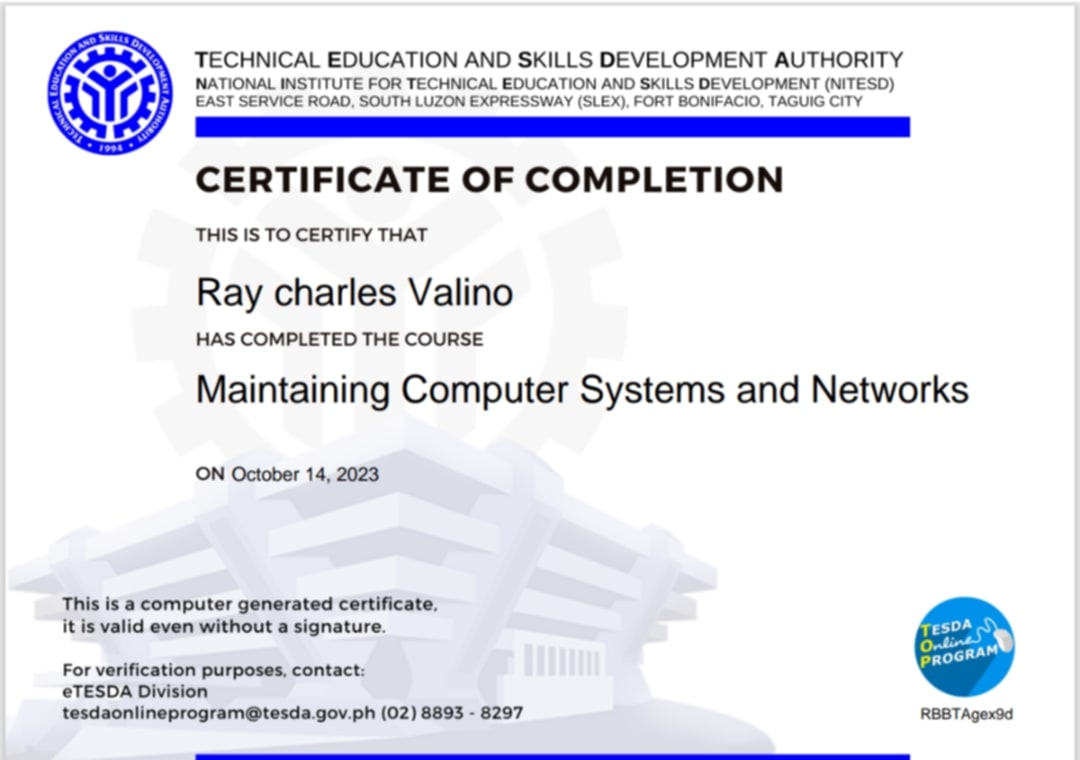 TECHNICAL EDUCATION AND SKILLS DEVELOPMENT AUTHORITY
TECHNICAL EDUCATION AND SKILLS DEVELOPMENT AUTHORITY
NATIONAL INSTITUTE FOR TECHNICAL EDUCATION AND SKILLS DEVELOPMENT (NITESD)
EAST SERVICE ROAD, SOUTH LUZON EXPRESSWAY (SLEX), FORT BONIFACIO, TAGUIG CITY
• 1994 •
CERTIFICATE OF COMPLETION
THIS IS TO CERTIFY THAT
Ray charles Valino
HAS COMPLETED THE COURSE
Maintaining Computer Systems and Networks
ON October 14, 2023
This is a computer generated certificate,
it is valid even without a signature.
For verification purposes, contact:
eTESDA Division
tesdaonlineprogram@tesda.gov.ph (02) 8893 - 8297
TESDA
Online
PROGRAM
RBBTAgex9d